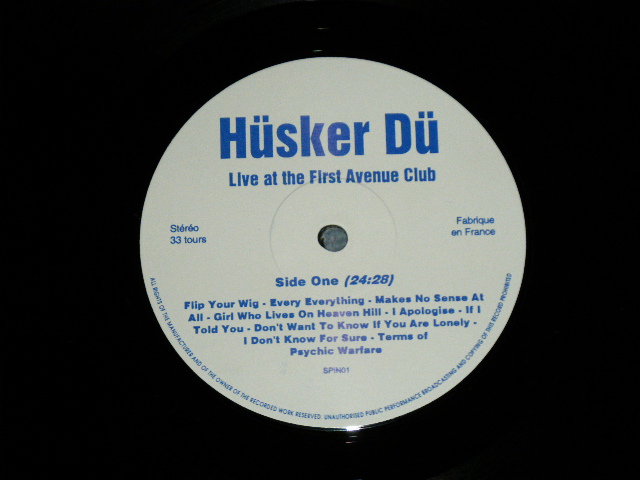 Hüsker Dü
Live at the First Avenue Club
Stéréo
33 tours
Fabrique
en France
Side One (24:28)
Flip Your Wig - Every Everything - Makes No Sense At
All - Girl Who Lives On Heaven Hill - I Apologise - If I
Told You - Don't Want To Know If You Are Lonely -
I Don't Know For Sure - Terms of
Psychic Warfare
SPIN01
ALL RIGHTS OF THE MANUFACTURER AND OF THE OWNER OF THE RECORDED WORK RESERVED. UNAUTHORISED PUBLIC PERFORMANCE BROADCASTING AND COPYING OF THIS RECORD PROHIBITED